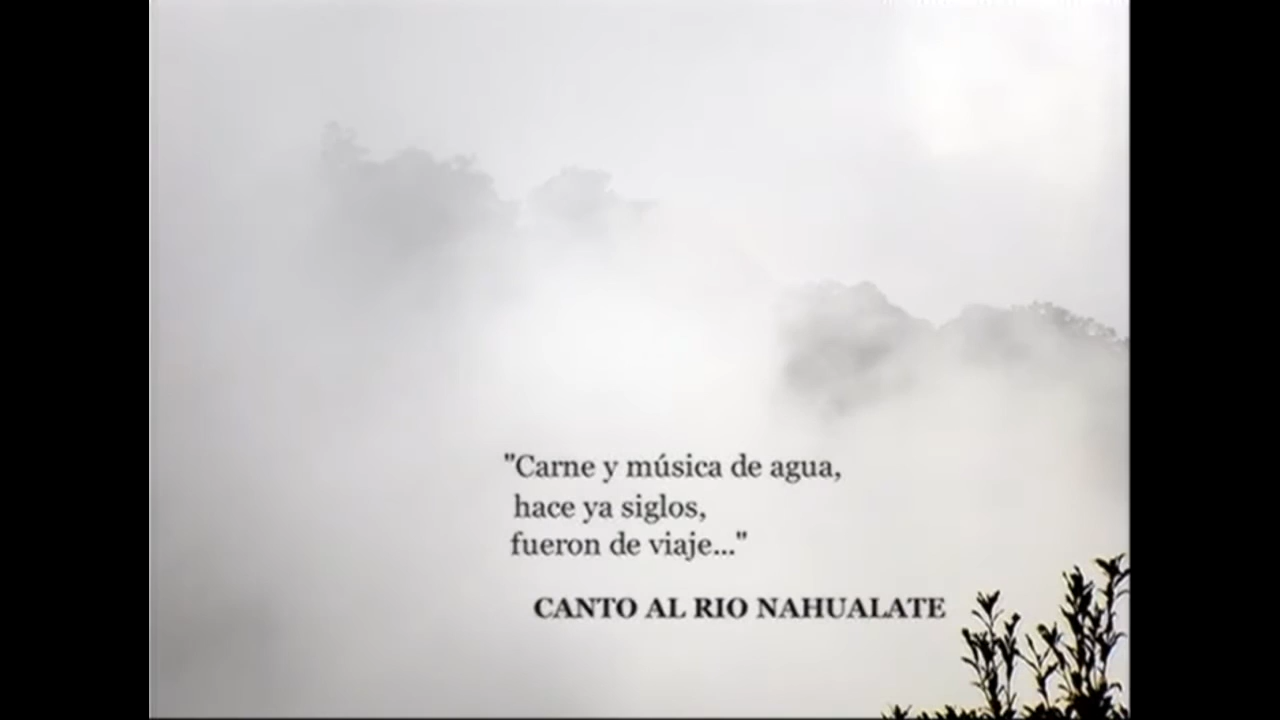 "Carne y música de agua,
hace ya siglos,
fueron de viaje..."
CANTO AL RIO NAHUALATE